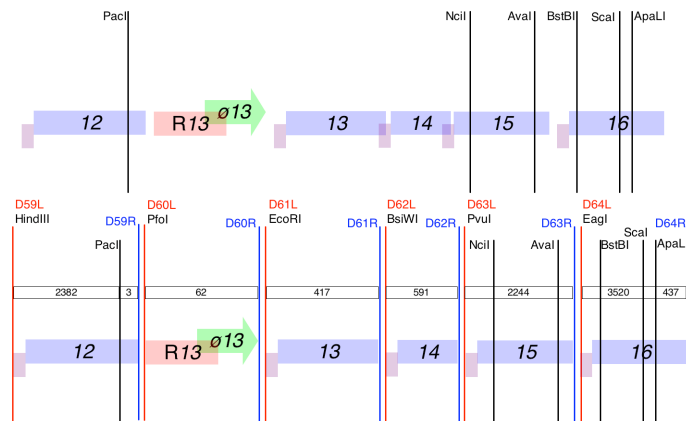 PacI NciI AvaI BstBI ScaI ApaLI
12 R13 ø13 13 14 15 16
D59L D60L D61L D62L D63L D64L
HindIII D59R PfoI D60R EcoRI D61R BsiWI D62R PvuI D63R EagI D64R
ScaI
PacI NciI AvaI BstBI ApaL
2382 3 62 417 591 2244 3520 437
12 R13 ø13 13 14 15 16